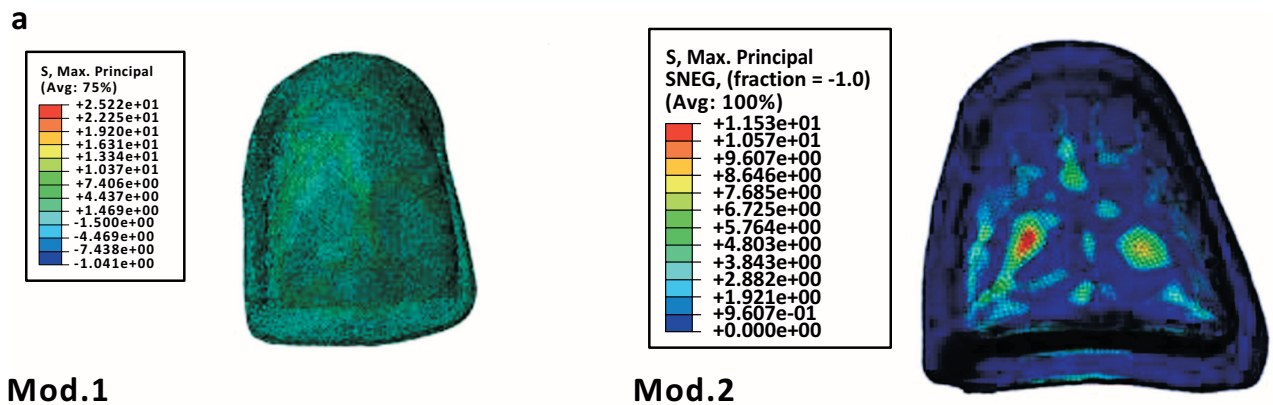 a
S, Max. Principal
(Avg: 75%)
+2.522e+01
+2.225e+01
+1.920e+01
+1.631e+01
+1.334e+01
+1.037e+01
+7.406e+00
+4.437e+00
+1.469e+00
-1.500e+00
-4.469e+00
-7.438e+00
-1.041e+00
Mod.1
S, Max. Principal
SNEG, (fraction = -1.0)
(Avg: 100%)
+1.153e+01
+1.057e+01
+9.607e+00
+8.646e+00
+7.685e+00
+6.725e+00
+5.764e+00
+4.803e+00
+3.843e+00
+2.882e+00
+1.921e+00
+9.607e-01
+0.000e+00
Mod.2